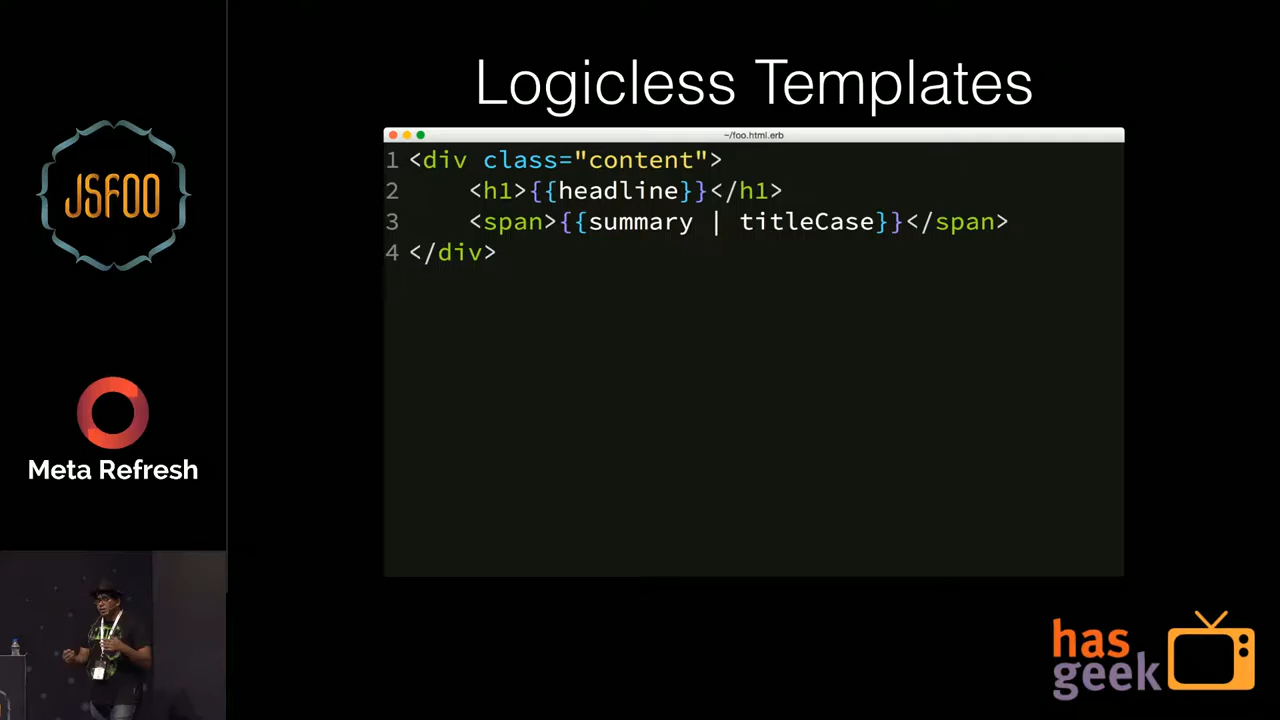 Logicless Templates
~/foo.html.erb
1 <div class="content">
2     <h1>{{headline}}</h1>
3     <span>{{summary | titleCase}}</span>
4 </div>
JSFOO
Meta Refresh
has
geek